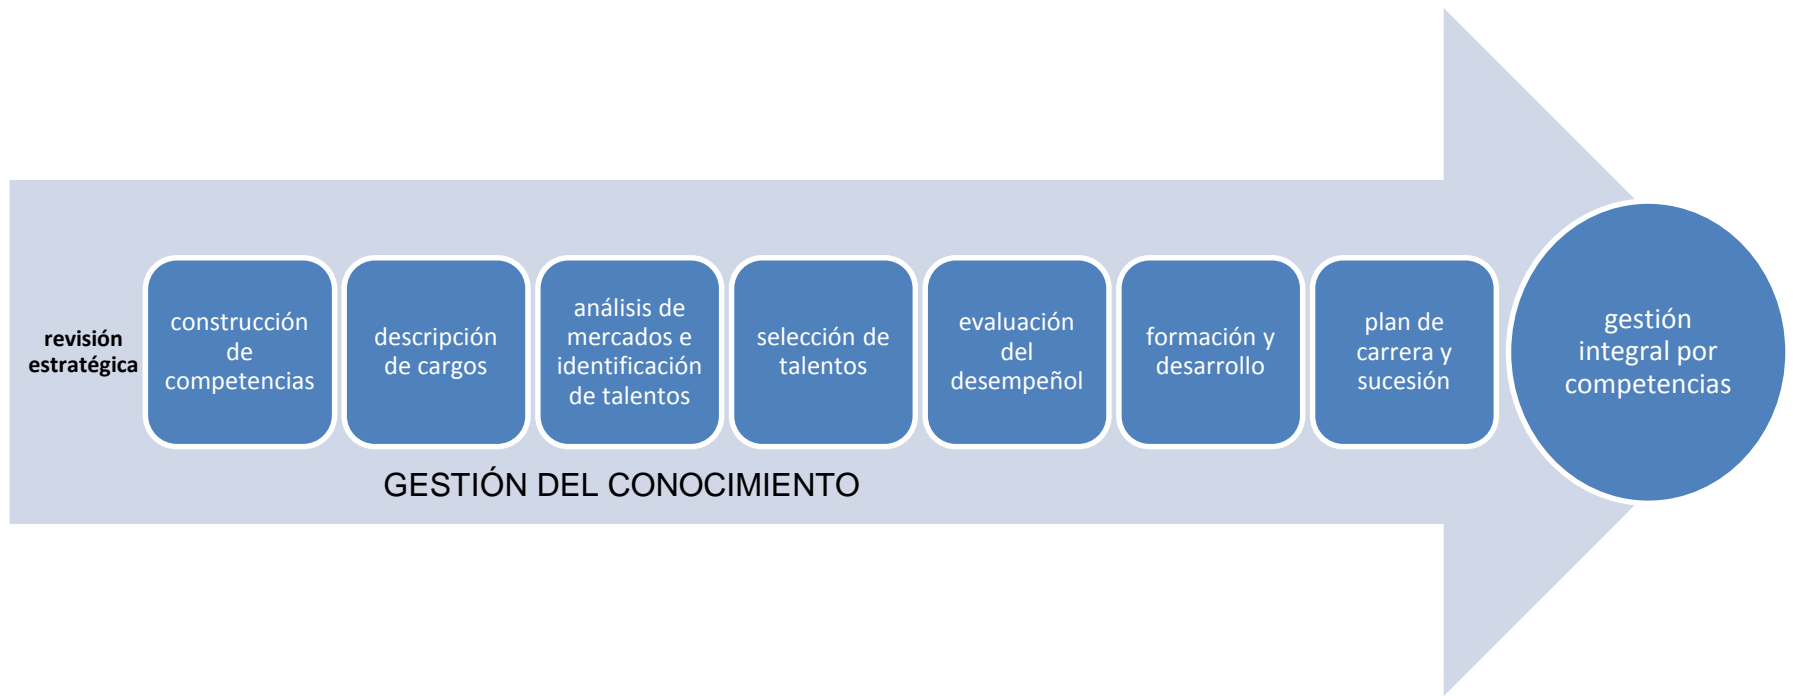 revisión
estratégica
construcción
de
competencias
descripción
de cargos
análisis de
mercados e
identificación
de talentos
selección de
talentos
evaluación
del
desempeñol
formación y
desarrollo
plan de
carrera y
sucesión
gestión
integral por
competencias
GESTIÓN DEL CONOCIMIENTO